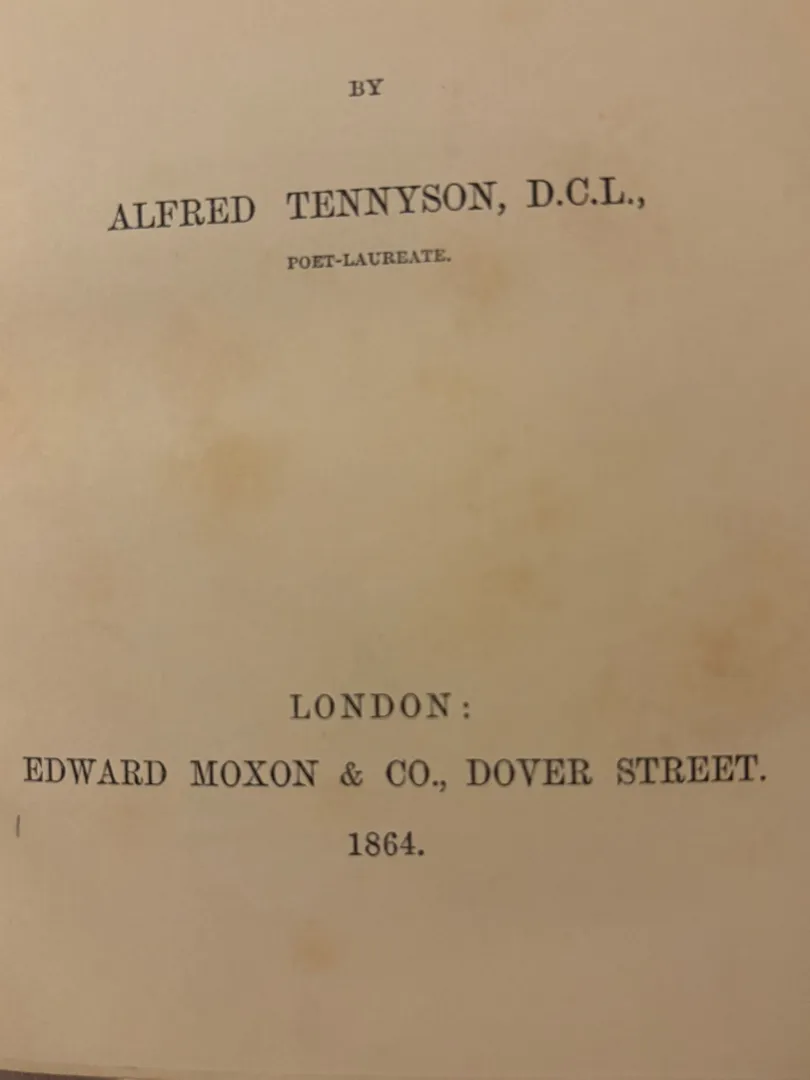 BY
ALFRED TENNYSON, D.C.L.,
POET-LAUREATE.
LONDON:
EDWARD MOXON & CO., DOVER STREET.
1864.